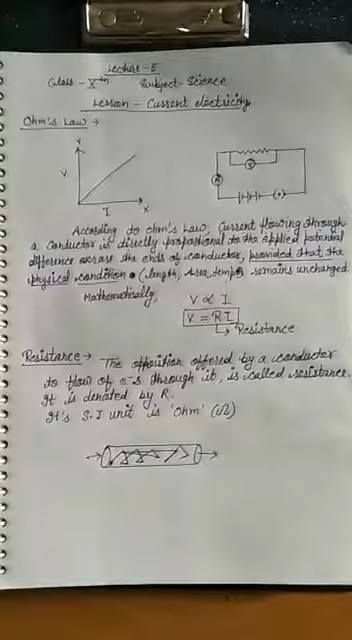 Lecture-5
Class - Xth Subject - Science
Lesson - Current electricity
Ohm's Law →
Y
V
I
X
V
A
According to ohm's Law, Current flowing through
a conductor is directly proportional to the applied potential
difference across the ends of conductor, provided that the
physical condition (length, Area, temp) remains unchanged
Mathematically,
V ∝ I
V = RI
→ Resistance
Resistance → The opposition offered by a conductor
to flow of e-s through it, is called resistance.
It is denoted by R.
It's S.I unit is 'Ohm' (Ω)